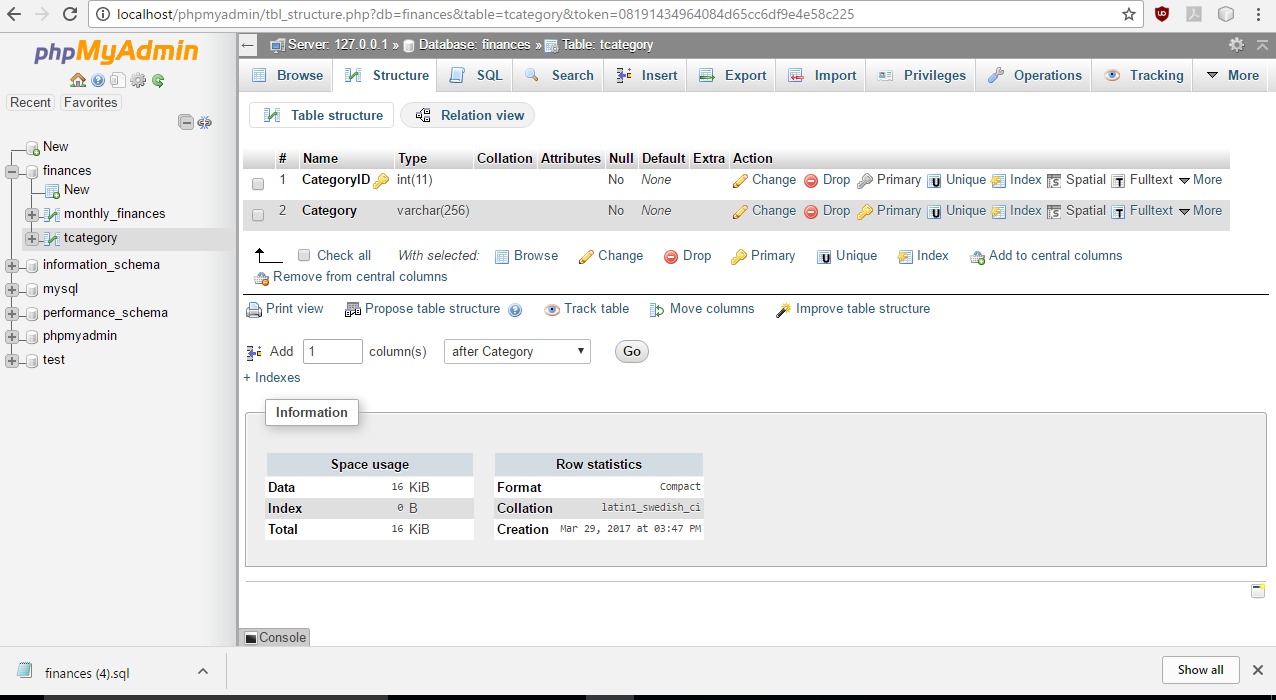 localhost/phpmyadmin/tbl_structure.php?db=finances&table=tcategory&token=08191434964084d65cc6df9e4e58c225
phpMyAdmin
Recent Favorites
New
finances
New
monthly_finances
tcategory
information_schema
mysql
performance_schema
phpmyadmin
test
Server: 127.0.0.1 » Database: finances » Table: tcategory
Browse Structure SQL Search Insert Export Import Privileges Operations Tracking More
Table structure Relation view
# Name Type Collation Attributes Null Default Extra Action
1 CategoryID int(11) No None Change Drop Primary Unique Index Spatial Fulltext More
2 Category varchar(256) No None Change Drop Primary Unique Index Spatial Fulltext More
Check all With selected: Browse Change Drop Primary Unique Index Add to central columns
Remove from central columns
Print view Propose table structure Track table Move columns Improve table structure
Add 1 column(s) after Category Go
+ Indexes
Information
Space usage
Data 16 KiB
Index 0 B
Total 16 KiB
Row statistics
Format Compact
Collation latin1_swedish_ci
Creation Mar 29, 2017 at 03:47 PM
Console
finances (4).sql
Show all